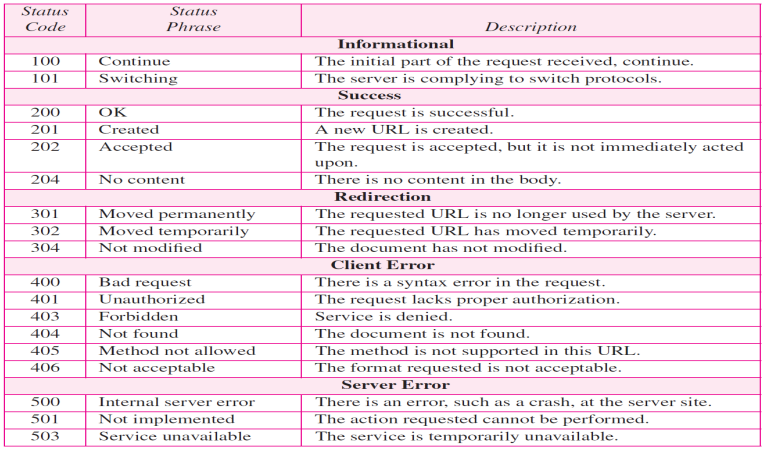 Status Code Status Phrase Description
Informational
100 Continue The initial part of the request received, continue.
101 Switching The server is complying to switch protocols.
Success
200 OK The request is successful.
201 Created A new URL is created.
202 Accepted The request is accepted, but it is not immediately acted
upon.
204 No content There is no content in the body.
Redirection
301 Moved permanently The requested URL is no longer used by the server.
302 Moved temporarily The requested URL has moved temporarily.
304 Not modified The document has not modified.
Client Error
400 Bad request There is a syntax error in the request.
401 Unauthorized The request lacks proper authorization.
403 Forbidden Service is denied.
404 Not found The document is not found.
405 Method not allowed The method is not supported in this URL.
406 Not acceptable The format requested is not acceptable.
Server Error
500 Internal server error There is an error, such as a crash, at the server site.
501 Not implemented The action requested cannot be performed.
503 Service unavailable The service is temporarily unavailable.